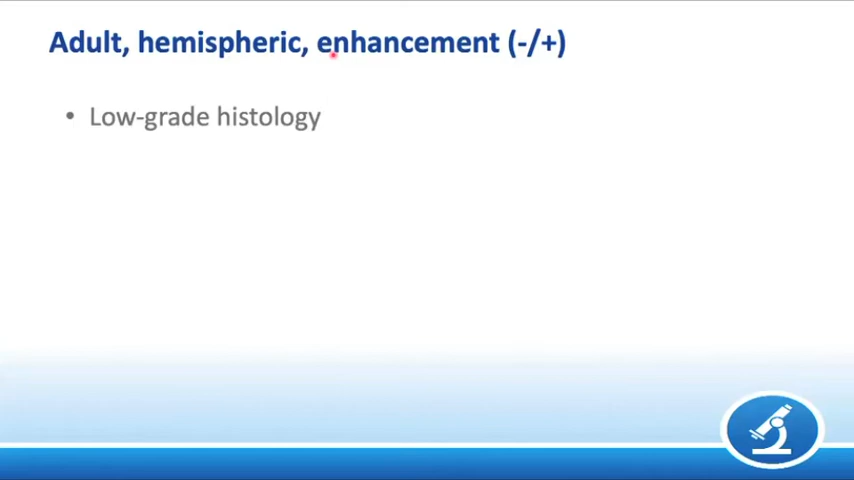 Adult, hemispheric, enhancement (-/+)
• Low-grade histology